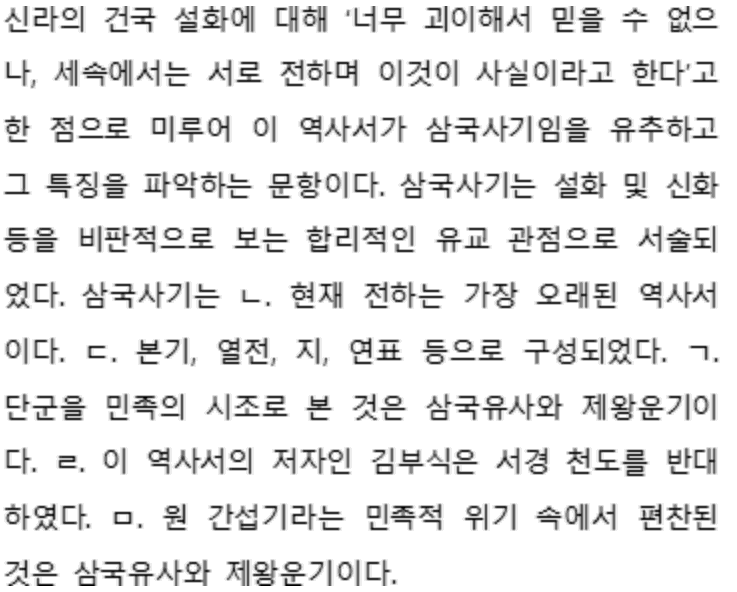 신라의 건국 설화에 대해 '너무 괴이해서 믿을 수 없으
나, 세속에서는 서로 전하며 이것이 사실이라고 한다'고
한 점으로 미루어 이 역사서가 삼국사기임을 유추하고
그 특징을 파악하는 문항이다. 삼국사기는 설화 및 신화
등을 비판적으로 보는 합리적인 유교 관점으로 서술되
었다. 삼국사기는 ㄴ. 현재 전하는 가장 오래된 역사서
이다. ㄷ. 본기, 열전, 지, 연표 등으로 구성되었다. ㄱ.
단군을 민족의 시조로 본 것은 삼국유사와 제왕운기이
다. ㄹ. 이 역사서의 저자인 김부식은 서경 천도를 반대
하였다. ㅁ. 원 간섭기라는 민족적 위기 속에서 편찬된
것은 삼국유사와 제왕운기이다.